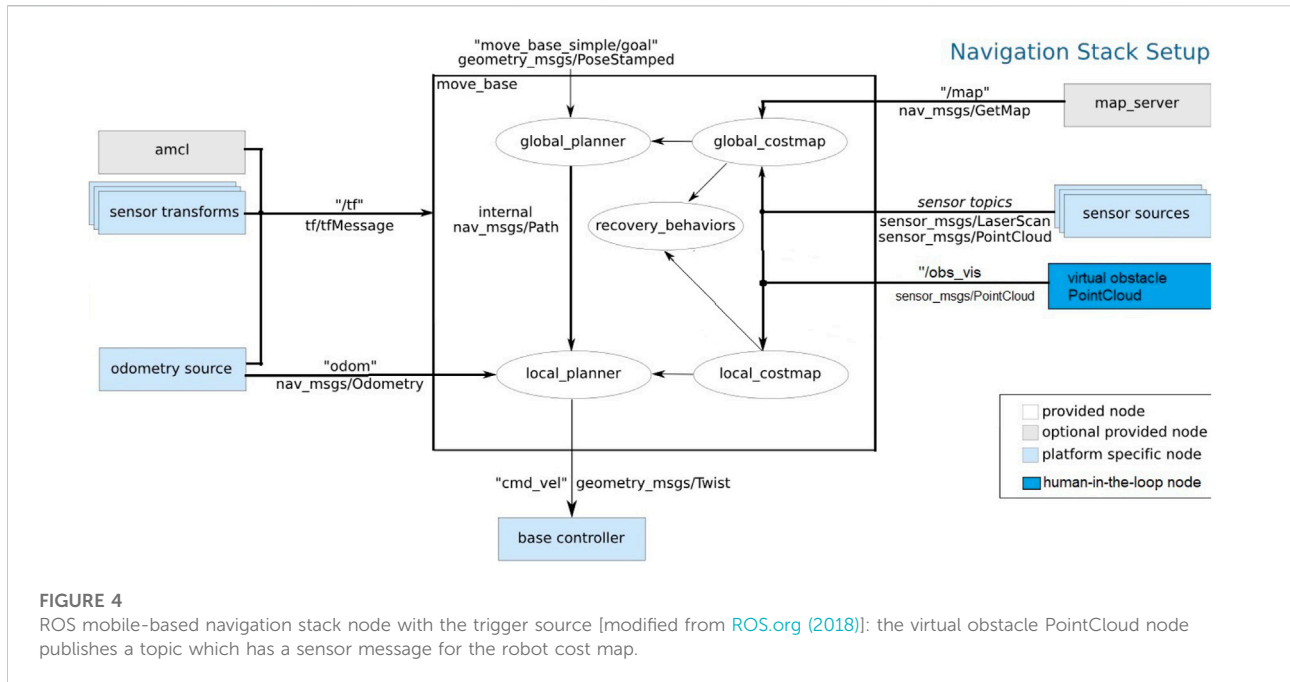 "move_base_simple/goal"
geometry_msgs/PoseStamped
Navigation Stack Setup
move_base
"/map"
nav_msgs/GetMap
map_server
amcl
global_planner
global_costmap
sensor transforms
"/tf"
tf/tfMessage
internal
nav_msgs/Path
recovery_behaviors
sensor topics
sensor_msgs/LaserScan
sensor_msgs/PointCloud
sensor sources
"/obs_vis
sensor_msgs/PointCloud
virtual obstacle
PointCloud
odometry source
"odom"
nav_msgs/Odometry
local_planner
local_costmap
provided node
optional provided node
platform specific node
human-in-the-loop node
"cmd_vel" geometry_msgs/Twist
base controller
FIGURE 4
ROS mobile-based navigation stack node with the trigger source [modified from ROS.org (2018)]: the virtual obstacle PointCloud node
publishes a topic which has a sensor message for the robot cost map.